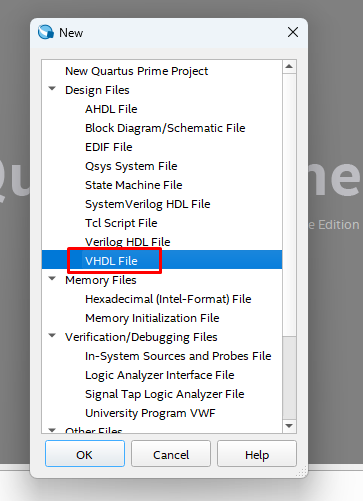 New
New Quartus Prime Project
Design Files
AHDL File
Block Diagram/Schematic File
EDIF File
Qsys System File
State Machine File
SystemVerilog HDL File
Tcl Script File
Verilog HDL File
VHDL File
Memory Files
Hexadecimal (Intel-Format) File
Memory Initialization File
Verification/Debugging Files
In-System Sources and Probes File
Logic Analyzer Interface File
Signal Tap Logic Analyzer File
University Program VWF
Other Files
OK
Cancel
Help
Edition